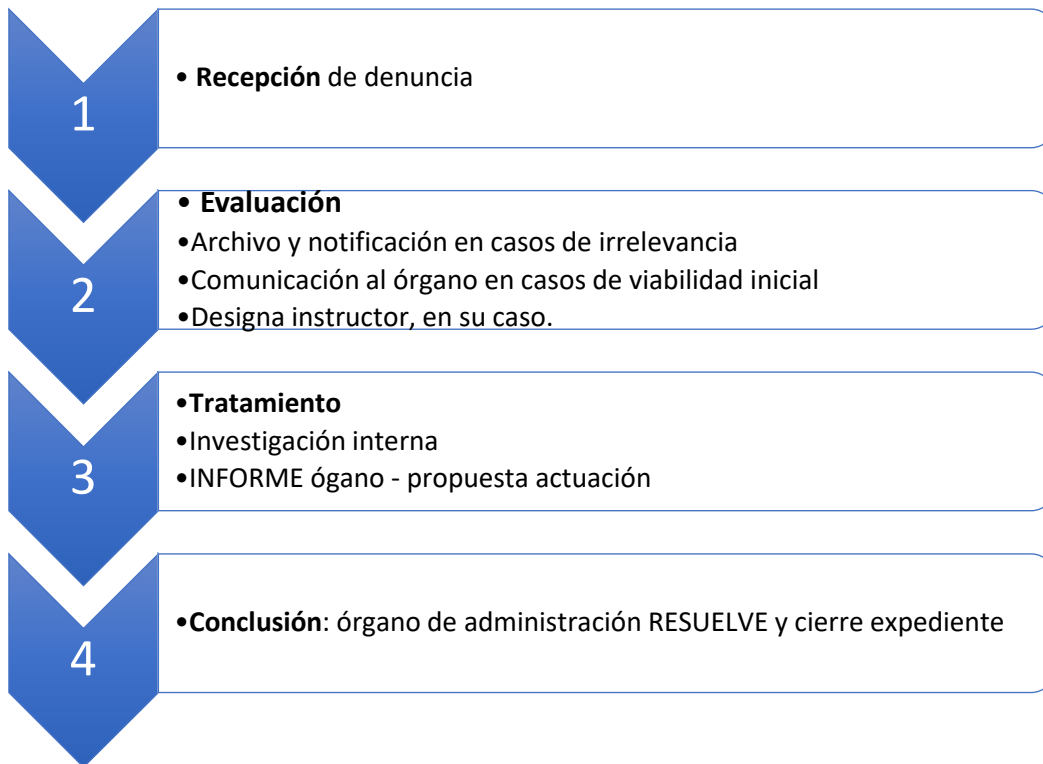 1
• Recepción de denuncia
2
• Evaluación
•Archivo y notificación en casos de irrelevancia
•Comunicación al órgano en casos de viabilidad inicial
•Designa instructor, en su caso.
3
•Tratamiento
•Investigación interna
•INFORME ógano - propuesta actuación
4
•Conclusión: órgano de administración RESUELVE y cierre expediente